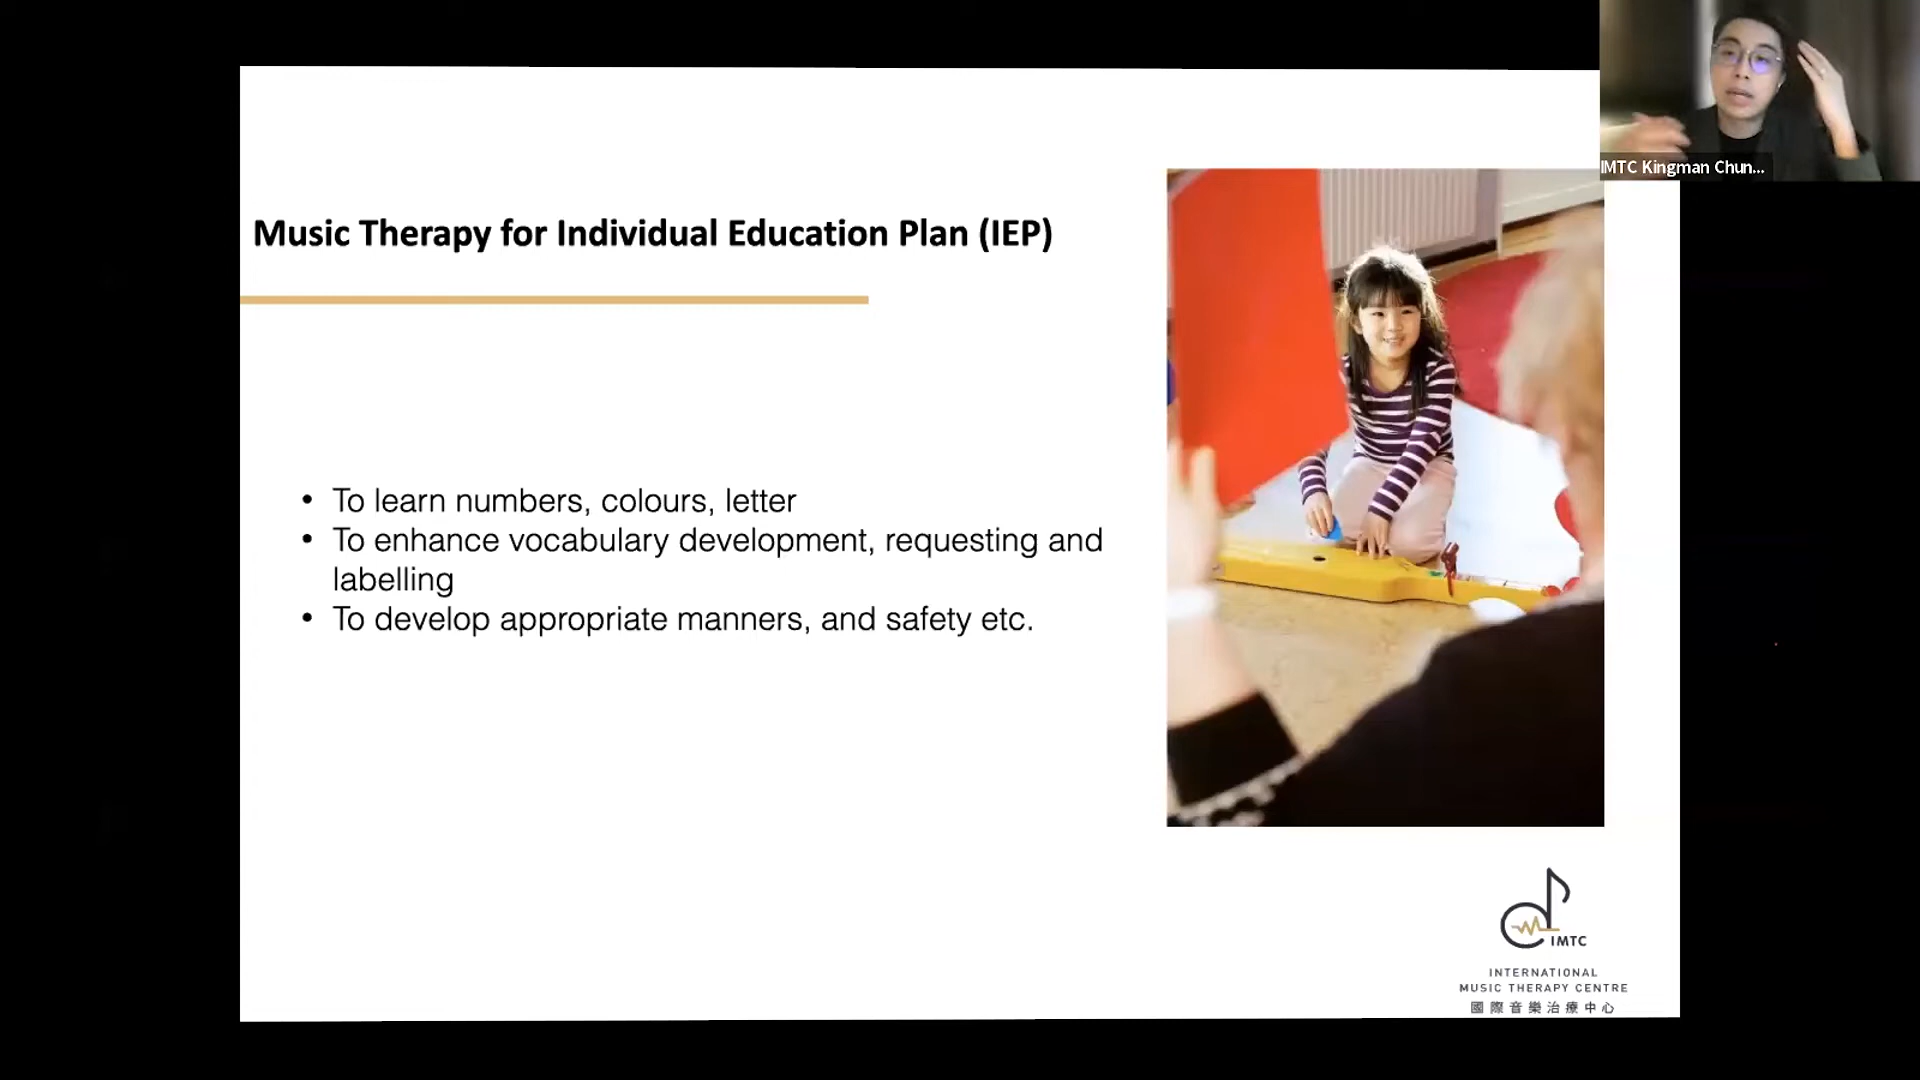 IMTC Kingman Chun...
Music Therapy for Individual Education Plan (IEP)
• To learn numbers, colours, letter
• To enhance vocabulary development, requesting and
labelling
• To develop appropriate manners, and safety etc.
IMTC
INTERNATIONAL
MUSIC THERAPY CENTRE
國際音樂治療中心